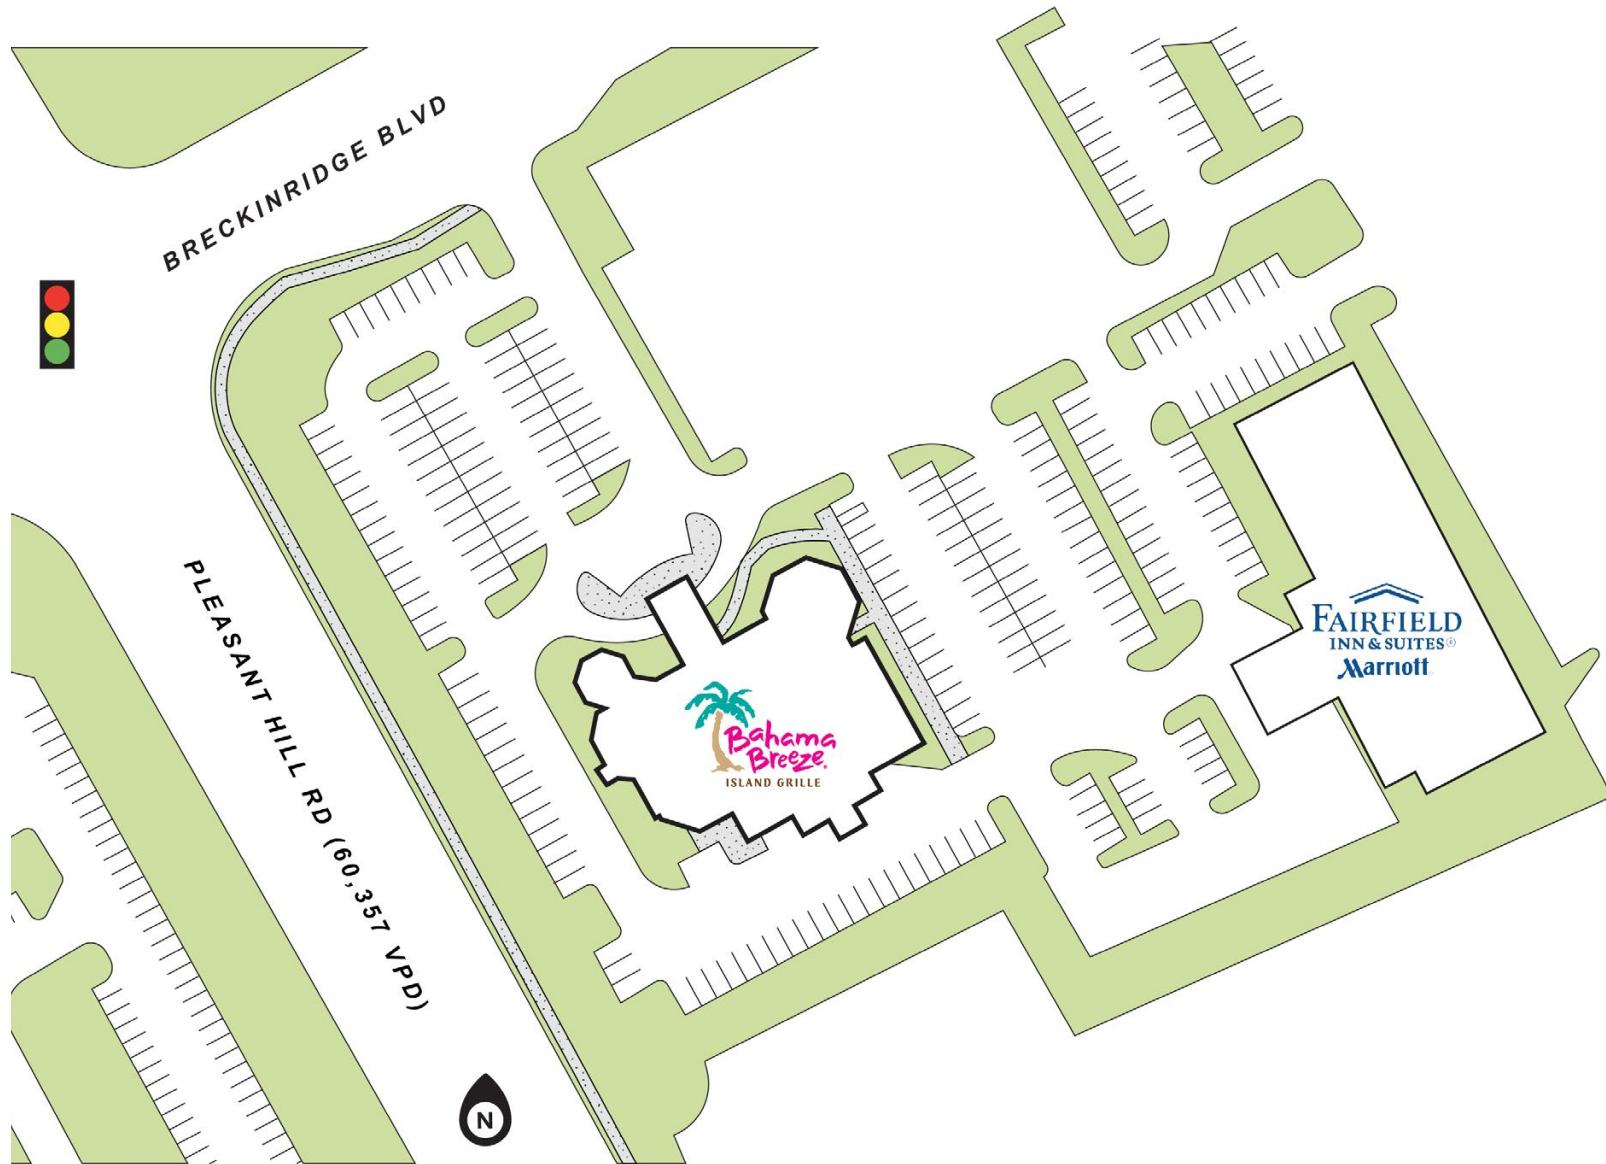 BRECKINRIDGE BLVD
PLEASANT HILL RD (60,357 VPD)
FAIRFIELD
INN & SUITES®
Marriott
Bahama
Breeze®
ISLAND GRILLE
N